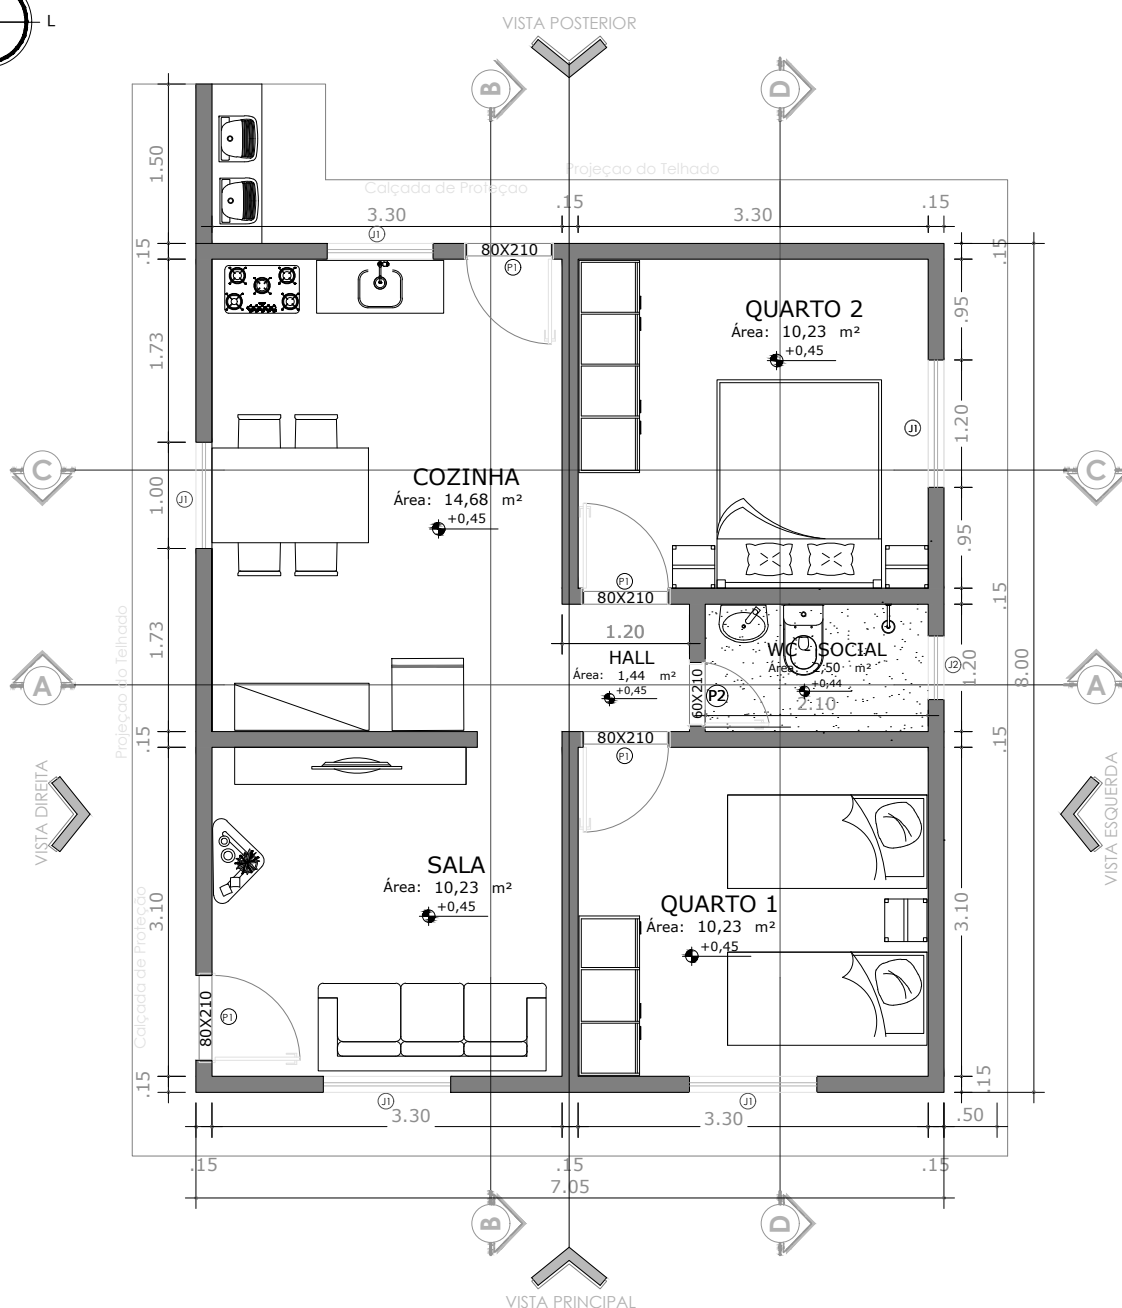 L
VISTA POSTERIOR
B
D
Projeçao do Telhado
Calçada de Proteçao
1.50
.15
3.30
.15
3.30
.15
J1
80X210
P1
.15
.15
QUARTO 2
Área: 10,23 m²
+0,45
.95
1.73
1.20
J1
C
COZINHA
Área: 14,68 m²
+0,45
1.00
J1
C
.95
P1
80X210
.15
Projeçao do Telhado
1.73
1.20
HALL
Área: 1,44 m²
+0,45
WC SOCIAL
Área: 2,50 m²
+0,44
2.10
60X210
P2
J2
1.20
8.00
A
A
.15
80X210
P1
.15
VISTA DIREITA
VISTA ESQUERDA
SALA
Área: 10,23 m²
+0,45
QUARTO 1
Área: 10,23 m²
+0,45
3.10
3.10
Calçada de Proteção
80X210
P1
.15
.15
J1
3.30
J1
3.30
.50
.15
.15
.15
7.05
B
D
VISTA PRINCIPAL